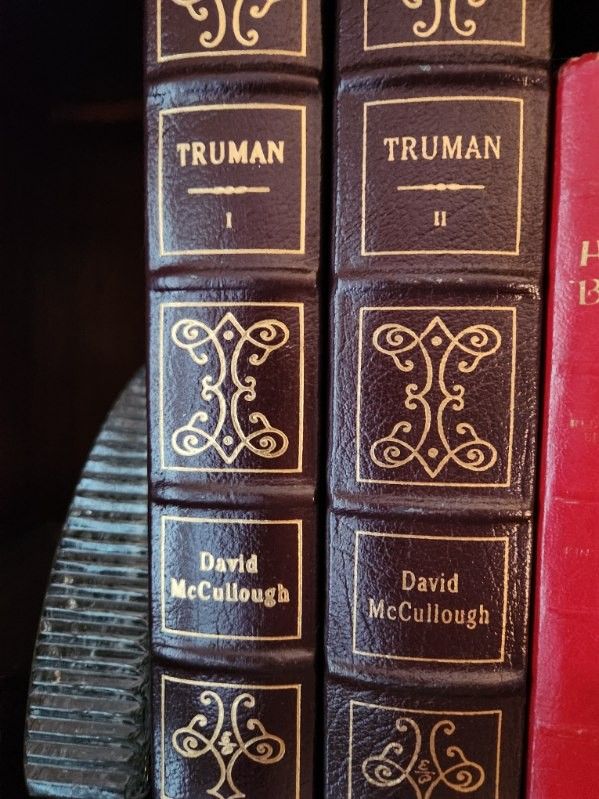 TRUMAN
I
David
McCullough
TRUMAN
II
David
McCullough